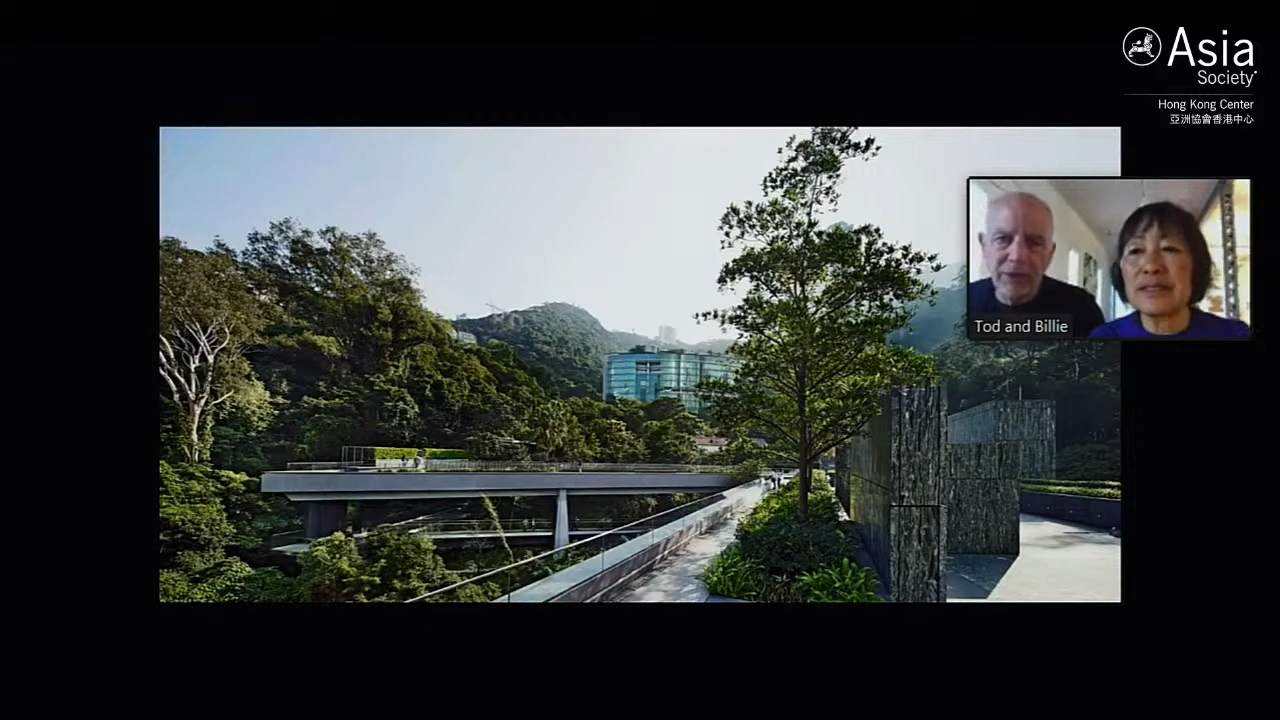 Asia
Society
Hong Kong Center
亞洲協會香港中心
Tod and Billie